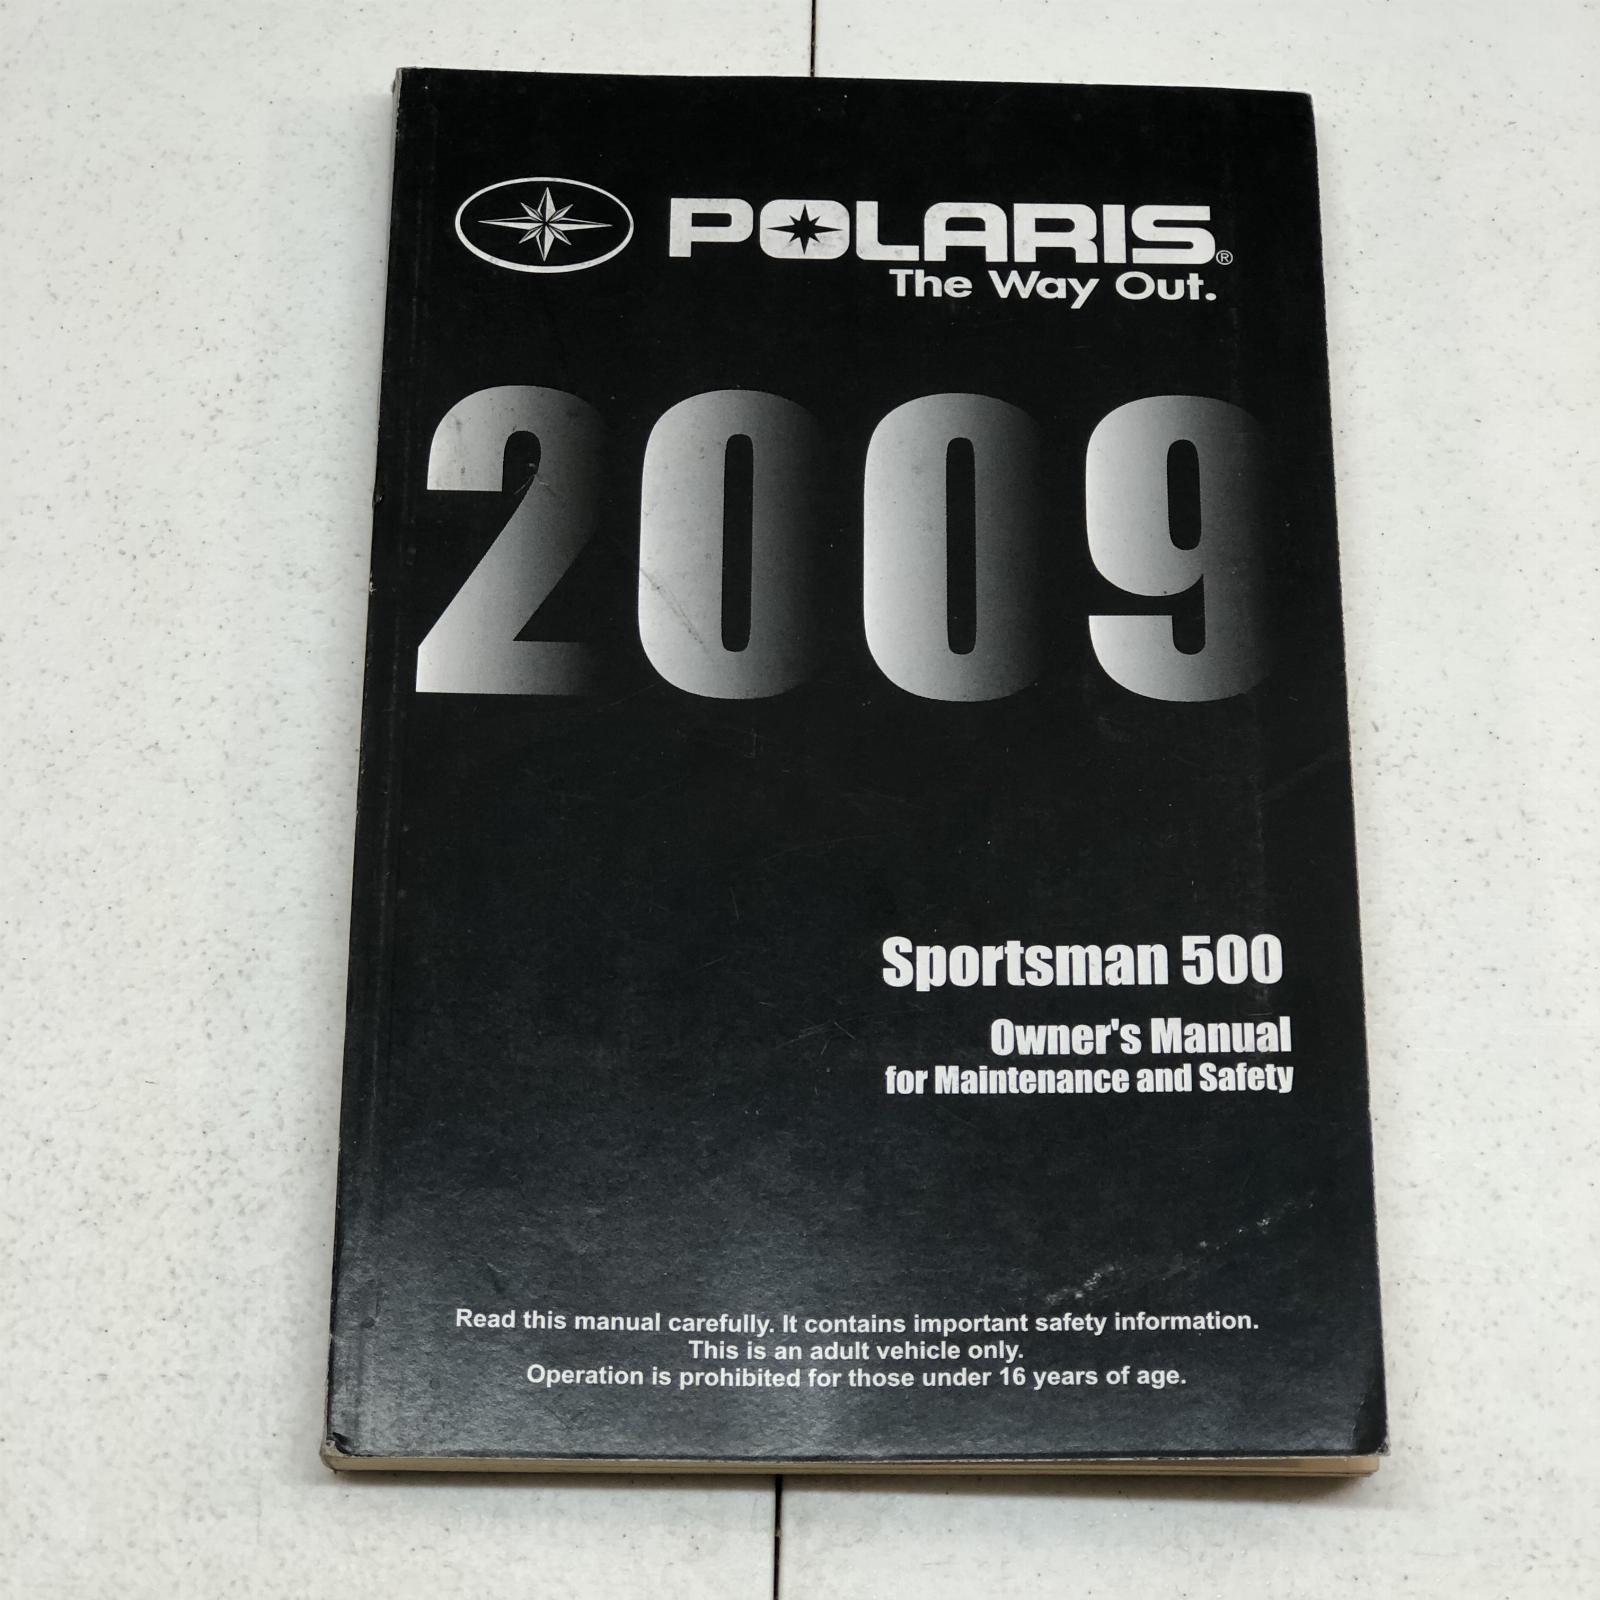 POLARIS®
The Way Out.
2009
Sportsman 500
Owner's Manual
for Maintenance and Safety
Read this manual carefully. It contains important safety information.
This is an adult vehicle only.
Operation is prohibited for those under 16 years of age.